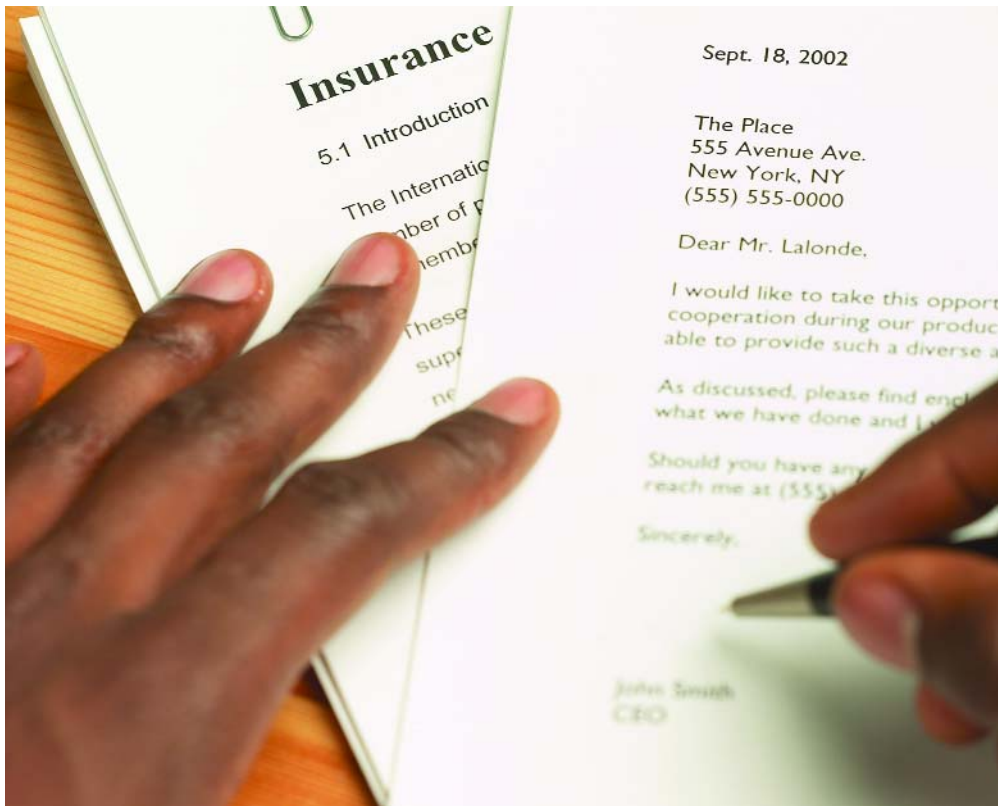 Insurance
5.1 Introduction
The Internatio
mber of p
membe
These
supe
ne
Sept. 18, 2002
The Place
555 Avenue Ave.
New York, NY
(555) 555-0000
Dear Mr. Lalonde,
I would like to take this opport
cooperation during our produc
able to provide such a diverse a
As discussed, please find encl
what we have done and I
Should you have any
reach me at (555)
Sincerely,
John Smith
CEO